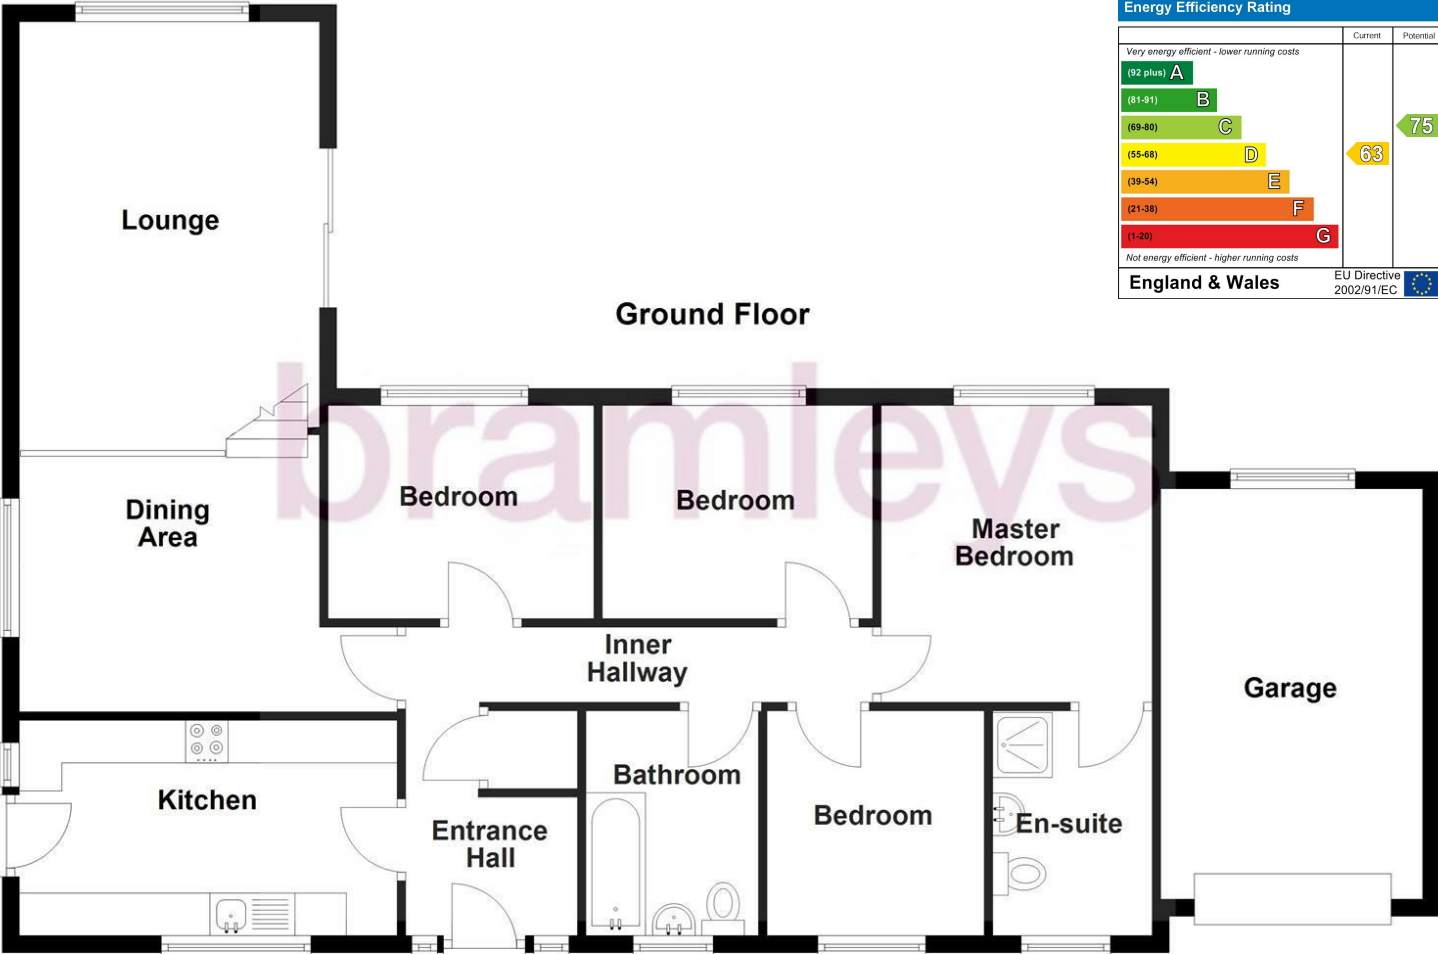 Energy Efficiency Rating
Current Potential
Very energy efficient - lower running costs
(92 plus) A
(81-91) B
(69-80) C
(55-68) D
(39-54) E
(21-38) F
(1-20) G
63
75
Not energy efficient - higher running costs
England & Wales
EU Directive
2002/91/EC
Ground Floor
bramleys
Lounge
Dining
Area
Bedroom
Bedroom
Master
Bedroom
Inner
Hallway
Garage
Kitchen
Entrance
Hall
Bathroom
Bedroom
En-suite